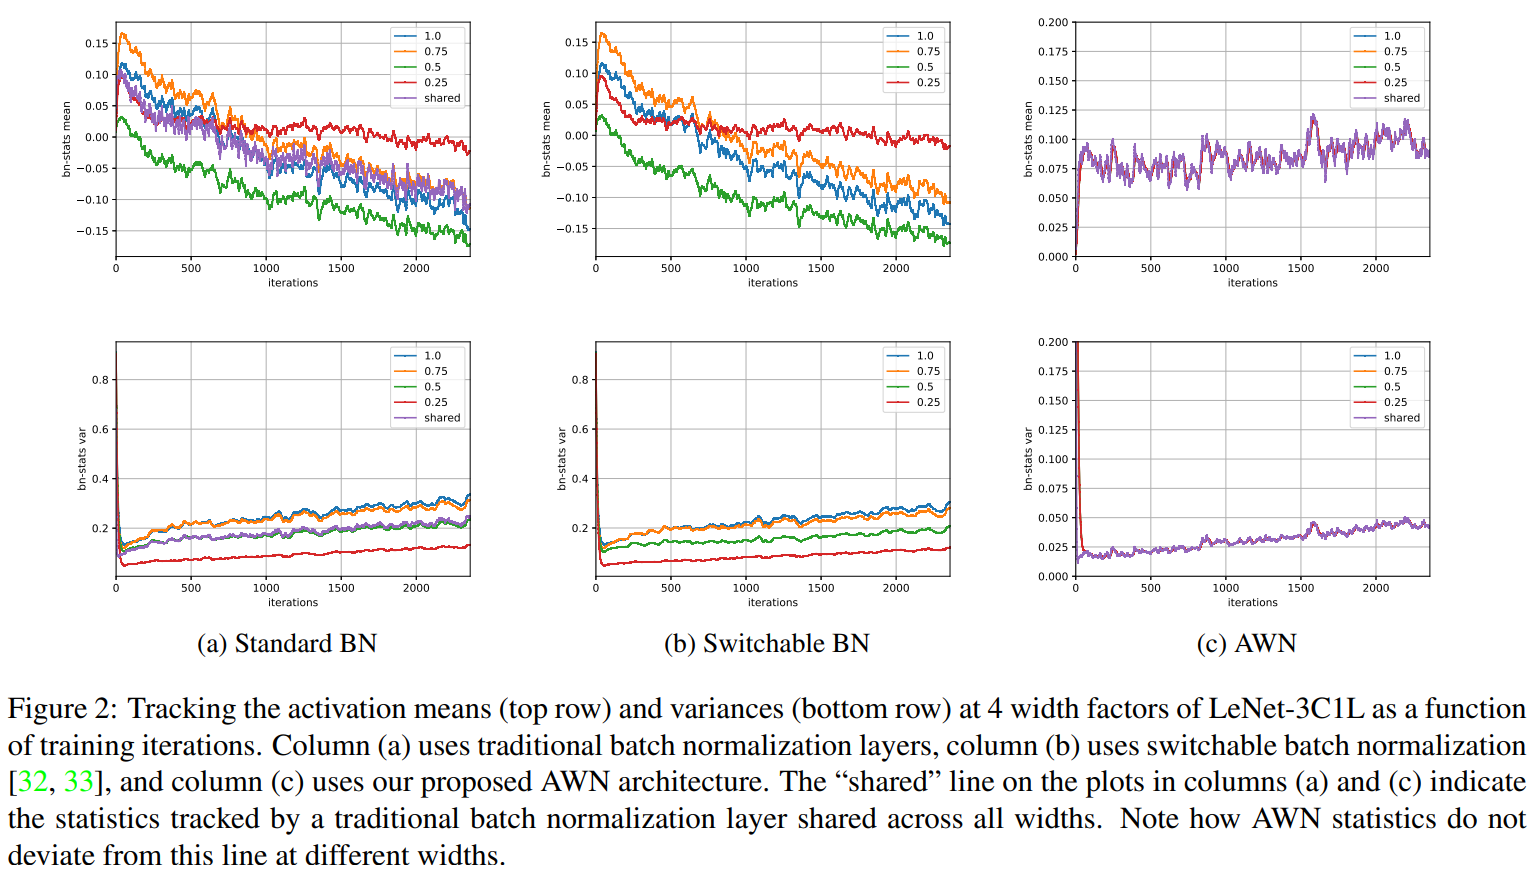 1.0
0.75
0.5
0.25
shared
bn-stats mean
0.15
0.10
0.05
0.00
−0.05
−0.10
−0.15
0 500 1000 1500 2000
iterations
1.0
0.75
0.5
0.25
bn-stats mean
0.15
0.10
0.05
0.00
−0.05
−0.10
−0.15
0 500 1000 1500 2000
iterations
1.0
0.75
0.5
0.25
shared
bn-stats mean
0.200
0.175
0.150
0.125
0.100
0.075
0.050
0.025
0.000
0 500 1000 1500 2000
iterations
1.0
0.75
0.5
0.25
shared
bn-stats var
0.8
0.6
0.4
0.2
0 500 1000 1500 2000
iterations
1.0
0.75
0.5
0.25
bn-stats var
0.8
0.6
0.4
0.2
0 500 1000 1500 2000
iterations
1.0
0.75
0.5
0.25
shared
bn-stats var
0.200
0.175
0.150
0.125
0.100
0.075
0.050
0.025
0.000
0 500 1000 1500 2000
iterations
(a) Standard BN
(b) Switchable BN
(c) AWN
Figure 2: Tracking the activation means (top row) and variances (bottom row) at 4 width factors of LeNet-3C1L as a function
of training iterations. Column (a) uses traditional batch normalization layers, column (b) uses switchable batch normalization
[32, 33], and column (c) uses our proposed AWN architecture. The “shared” line on the plots in columns (a) and (c) indicate
the statistics tracked by a traditional batch normalization layer shared across all widths. Note how AWN statistics do not
deviate from this line at different widths.